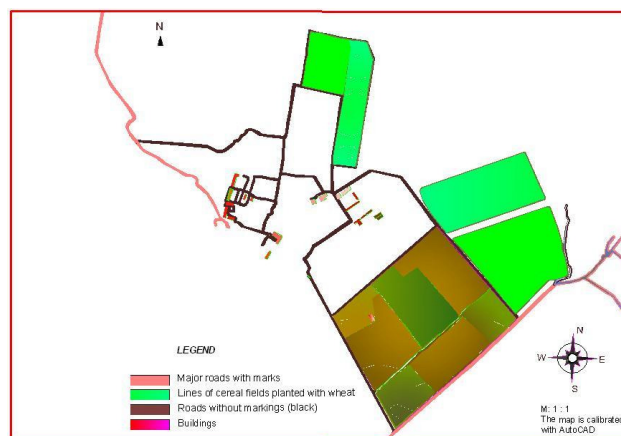 N
LEGEND
Major roads with marks
Lines of cereal fields planted with wheat
Roads without markings (black)
Buildings
N
W E
S
M: 1 : 1
The map is calibrated
with AutoCAD